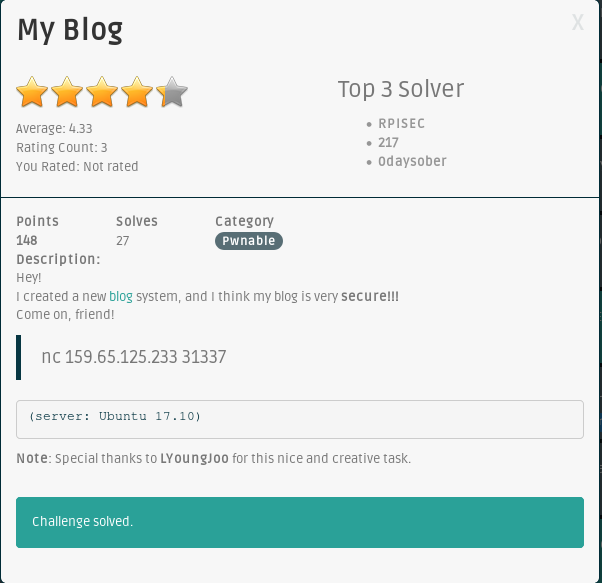 My Blog
X
Average: 4.33
Rating Count: 3
You Rated: Not rated
Top 3 Solver
RPISEC
217
0daysober
Points Solves Category
148 27 Pwnable
Description:
Hey!
I created a new blog system, and I think my blog is very secure!!!
Come on, friend!
nc 159.65.125.233 31337
(server: Ubuntu 17.10)
Note: Special thanks to LYoungJoo for this nice and creative task.
Challenge solved.